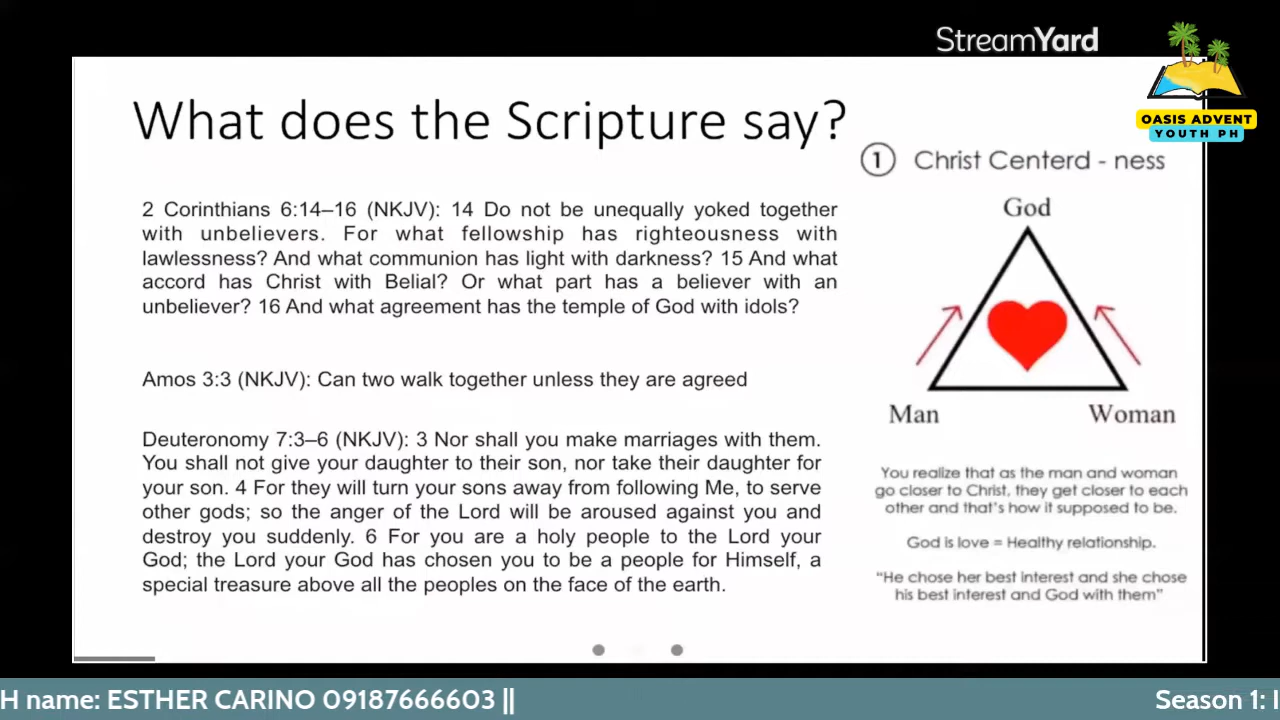 StreamYard
OASIS ADVENT
YOUTH PH
What does the Scripture say?
2 Corinthians 6:14–16 (NKJV): 14 Do not be unequally yoked together
with unbelievers. For what fellowship has righteousness with
lawlessness? And what communion has light with darkness? 15 And what
accord has Christ with Belial? Or what part has a believer with an
unbeliever? 16 And what agreement has the temple of God with idols?
Amos 3:3 (NKJV): Can two walk together unless they are agreed
Deuteronomy 7:3–6 (NKJV): 3 Nor shall you make marriages with them.
You shall not give your daughter to their son, nor take their daughter for
your son. 4 For they will turn your sons away from following Me, to serve
other gods; so the anger of the Lord will be aroused against you and
destroy you suddenly. 6 For you are a holy people to the Lord your
God; the Lord your God has chosen you to be a people for Himself, a
special treasure above all the peoples on the face of the earth.
1 Christ Centerd - ness
God
Man Woman
You realize that as the man and woman
go closer to Christ, they get closer to each
other and that's how it supposed to be.
God is love = Healthy relationship.
"He chose her best interest and she chose
his best interest and God with them"
H name: ESTHER CARINO 09187666603 || Season 1: I